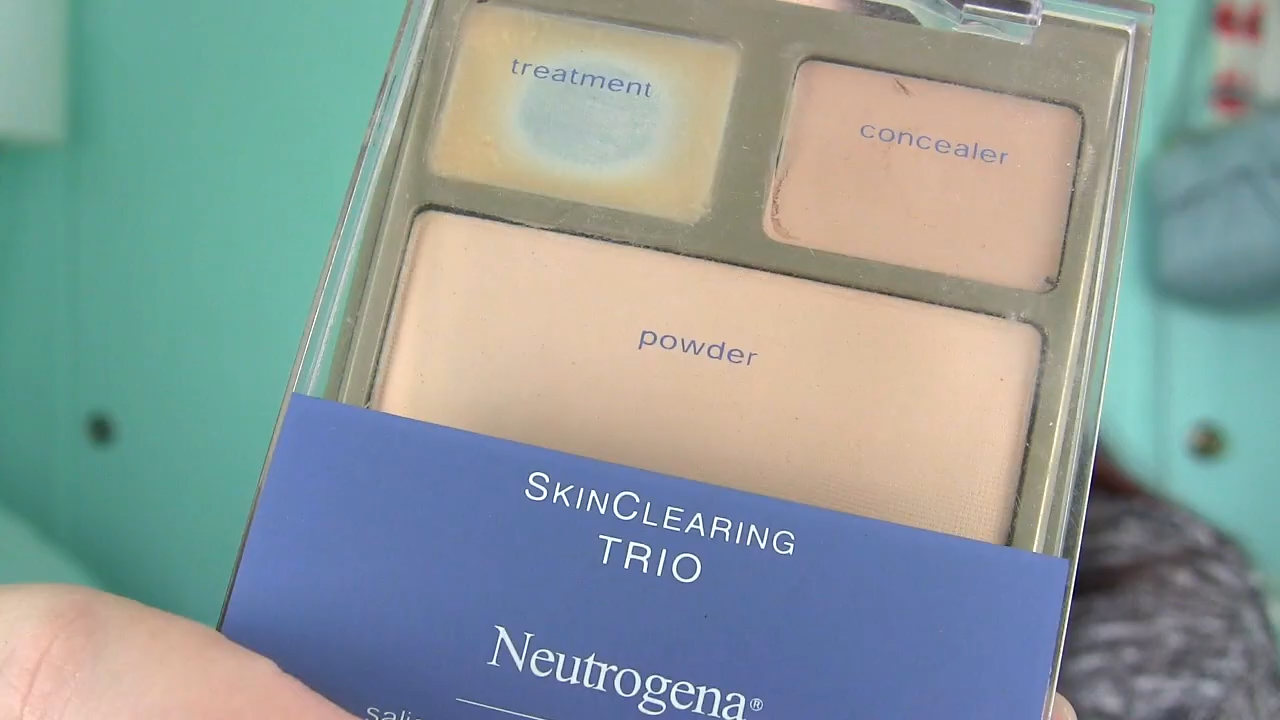 treatment
concealer
powder
SKINCLEARING
TRIO
Neutrogena®